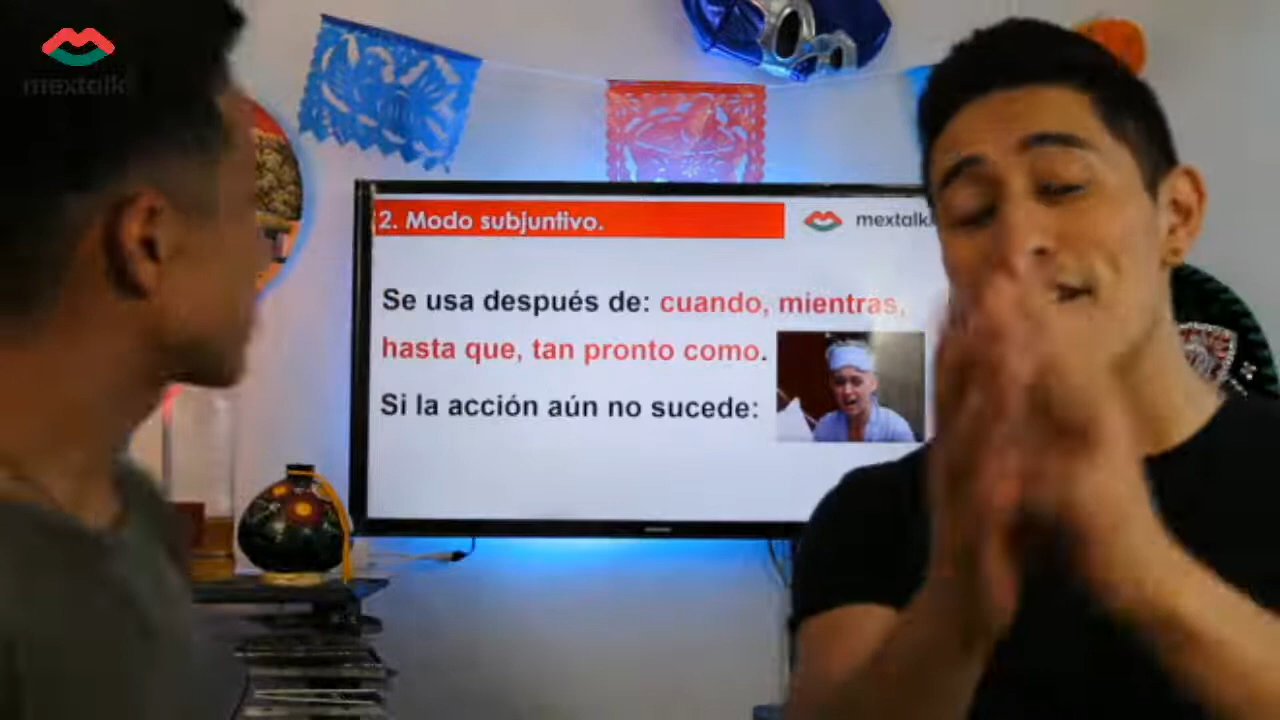 mextalk
2. Modo subjuntivo.
mextalk
Se usa después de: cuando, mientras,
hasta que, tan pronto como.
Si la acción aún no sucede: